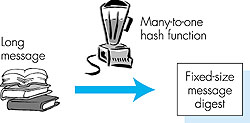 Many-to-one
hash function
Long
message
Fixed-size
message
digest